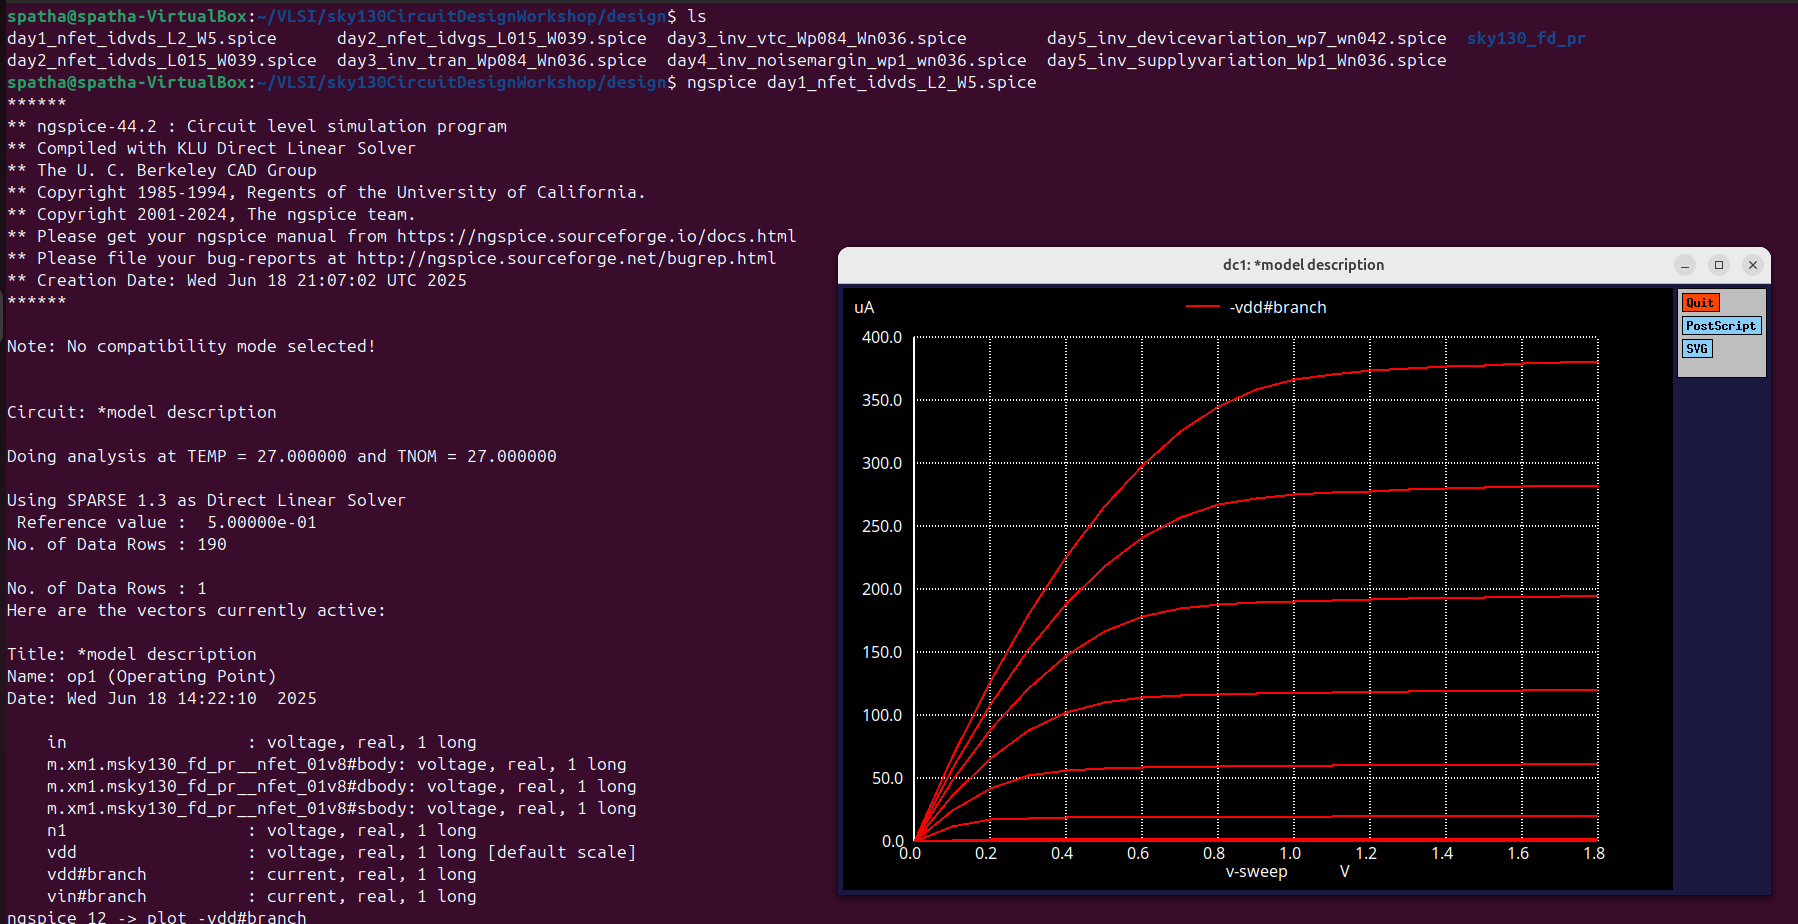 spatha@spatha-VirtualBox:~/VLSI/sky130CircuitDesignWorkshop/design$ ls
day1_nfet_idvds_L2_W5.spice day2_nfet_idvgs_L015_W039.spice day3_inv_vtc_Wp084_Wn036.spice day5_inv_devicevariation_wp7_wn042.spice sky130_fd_pr
day2_nfet_idvds_L015_W039.spice day3_inv_tran_Wp084_Wn036.spice day4_inv_noisemargin_wp1_wn036.spice day5_inv_supplyvariation_Wp1_Wn036.spice
spatha@spatha-VirtualBox:~/VLSI/sky130CircuitDesignWorkshop/design$ ngspice day1_nfet_idvds_L2_W5.spice
******
** ngspice-44.2 : Circuit level simulation program
** Compiled with KLU Direct Linear Solver
** The U. C. Berkeley CAD Group
** Copyright 1985-1994, Regents of the University of California.
** Copyright 2001-2024, The ngspice team.
** Please get your ngspice manual from https://ngspice.sourceforge.io/docs.html
** Please file your bug-reports at http://ngspice.sourceforge.net/bugrep.html
** Creation Date: Wed Jun 18 21:07:02 UTC 2025
******
Note: No compatibility mode selected!
Circuit: *model description
Doing analysis at TEMP = 27.000000 and TNOM = 27.000000
Using SPARSE 1.3 as Direct Linear Solver
Reference value : 5.00000e-01
No. of Data Rows : 190
No. of Data Rows : 1
Here are the vectors currently active:
Title: *model description
Name: op1 (Operating Point)
Date: Wed Jun 18 14:22:10 2025
in : voltage, real, 1 long
m.xm1.msky130_fd_pr__nfet_01v8#body: voltage, real, 1 long
m.xm1.msky130_fd_pr__nfet_01v8#dbody: voltage, real, 1 long
m.xm1.msky130_fd_pr__nfet_01v8#sbody: voltage, real, 1 long
n1 : voltage, real, 1 long
vdd : voltage, real, 1 long [default scale]
vdd#branch : current, real, 1 long
vin#branch : current, real, 1 long
ngspice 12 -> plot -vdd#branch
dc1: *model description
uA
-vdd#branch
Quit
PostScript
SVG
400.0
350.0
300.0
250.0
200.0
150.0
100.0
50.0
0.0
0.0 0.2 0.4 0.6 0.8 1.0 1.2 1.4 1.6 1.8
v-sweep V